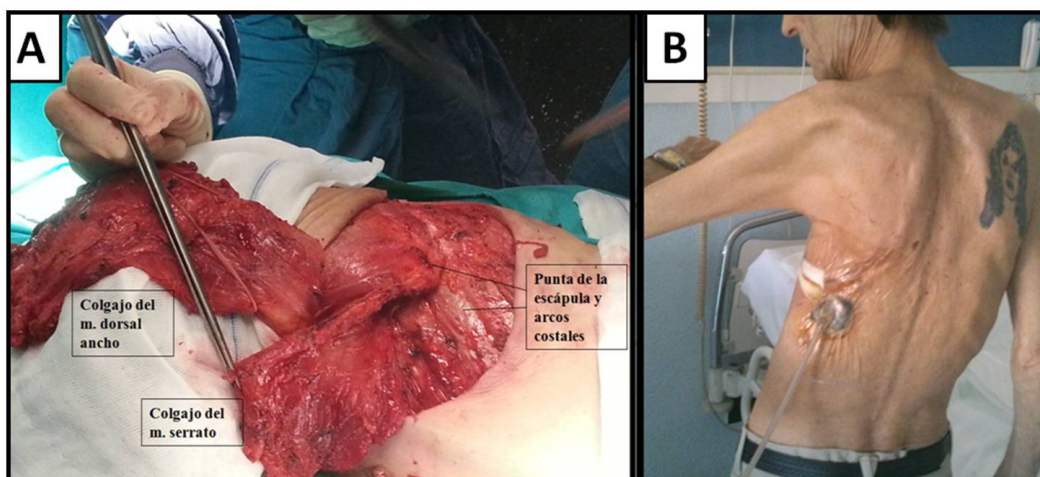 A
B
Colgajo del
m. dorsal
ancho
Punta de la
escápula y
arcos
costales
Colgajo del
m. serrato